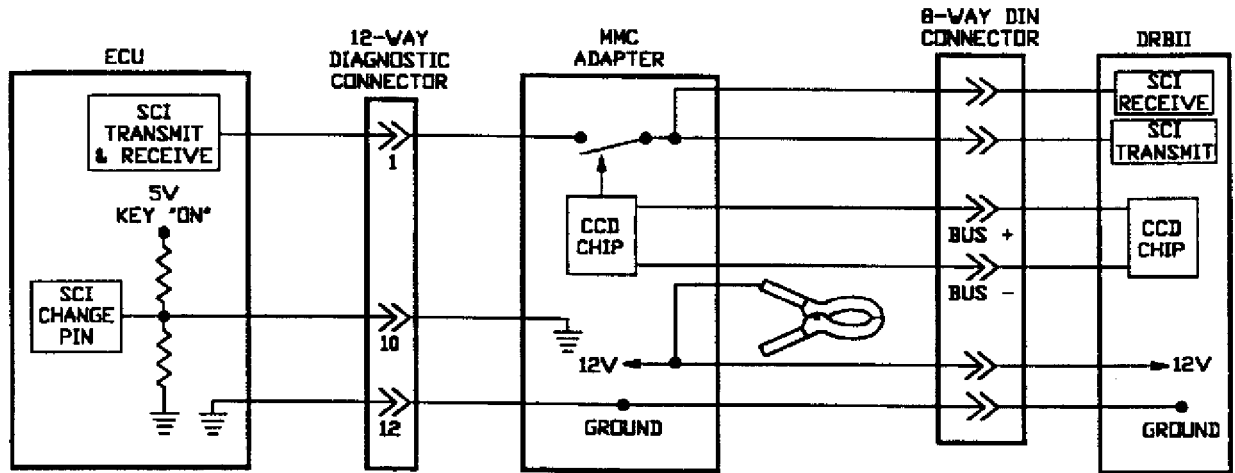 ECU
12-WAY
DIAGNOSTIC
CONNECTOR
MMC
ADAPTER
8-WAY DIN
CONNECTOR
DRBII
SCI
TRANSMIT
& RECEIVE
1
SCI
RECEIVE
SCI
TRANSMIT
5V
KEY "ON"
CCD
CHIP
BUS +
BUS -
CCD
CHIP
SCI
CHANGE
PIN
10
12V
12V
12
GROUND
GROUND